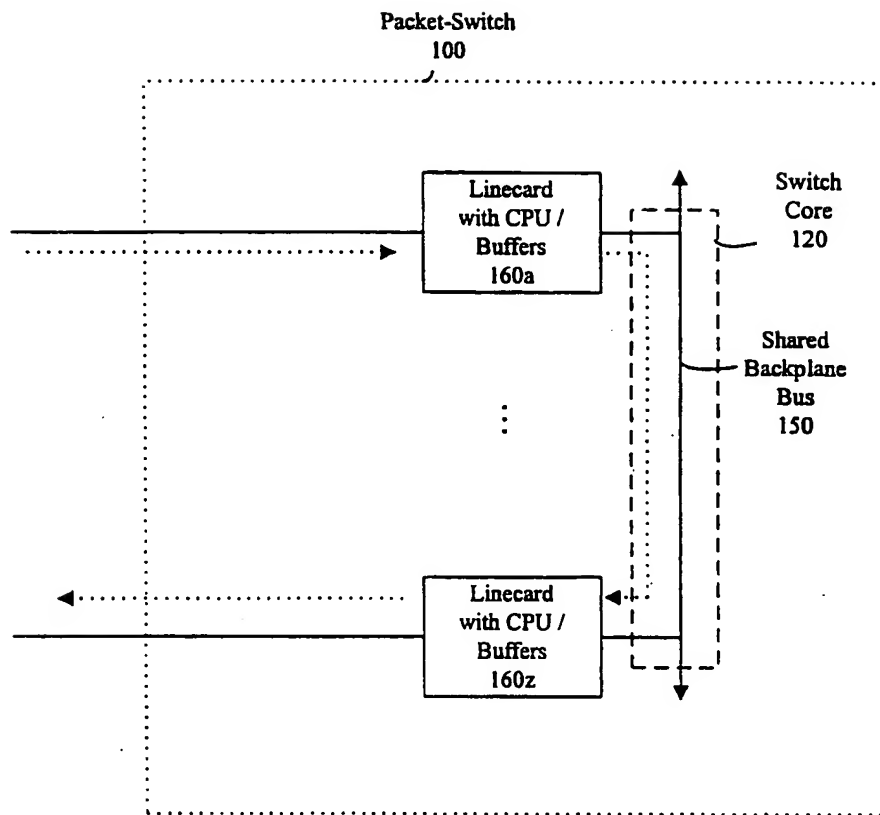 Packet-Switch
100
Linecard
with CPU /
Buffers
160a
Switch
Core
120
Shared
Backplane
Bus
150
Linecard
with CPU /
Buffers
160z